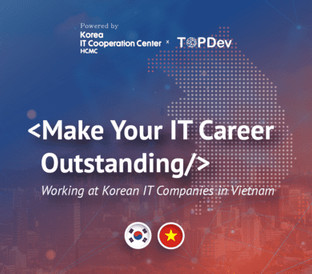 Powered by
Korea
IT Cooperation Center × TOPDev
HCMC
<Make Your IT Career
Outstanding/>
Working at Korean IT Companies in Vietnam